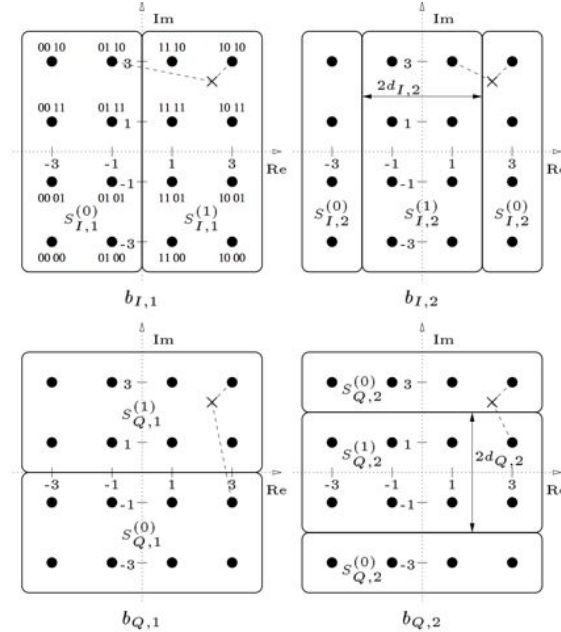 Im Im
00 10 01 10 11 10 10 10
3 3
2d_{I,2}
00 11 01 11 11 11 10 11
1 1
-3 -1 1 3 -3 -1 1 3
Re Re
-1 -1
00 01 01 01 11 01 10 01
S_{I,1}^{(0)} S_{I,1}^{(1)} S_{I,2}^{(0)} S_{I,2}^{(1)} S_{I,2}^{(0)}
-3 -3
00 00 01 00 11 00 10 00
b_{I,1} b_{I,2}
Im Im
3 3
S_{Q,1}^{(1)} S_{Q,2}^{(0)}
1 1
S_{Q,2}^{(1)} 2d_{Q,2}
-3 -1 1 3 -3 -1 1 3
Re Re
-1 -1
S_{Q,1}^{(0)}
-3 -3
S_{Q,2}^{(0)}
b_{Q,1} b_{Q,2}